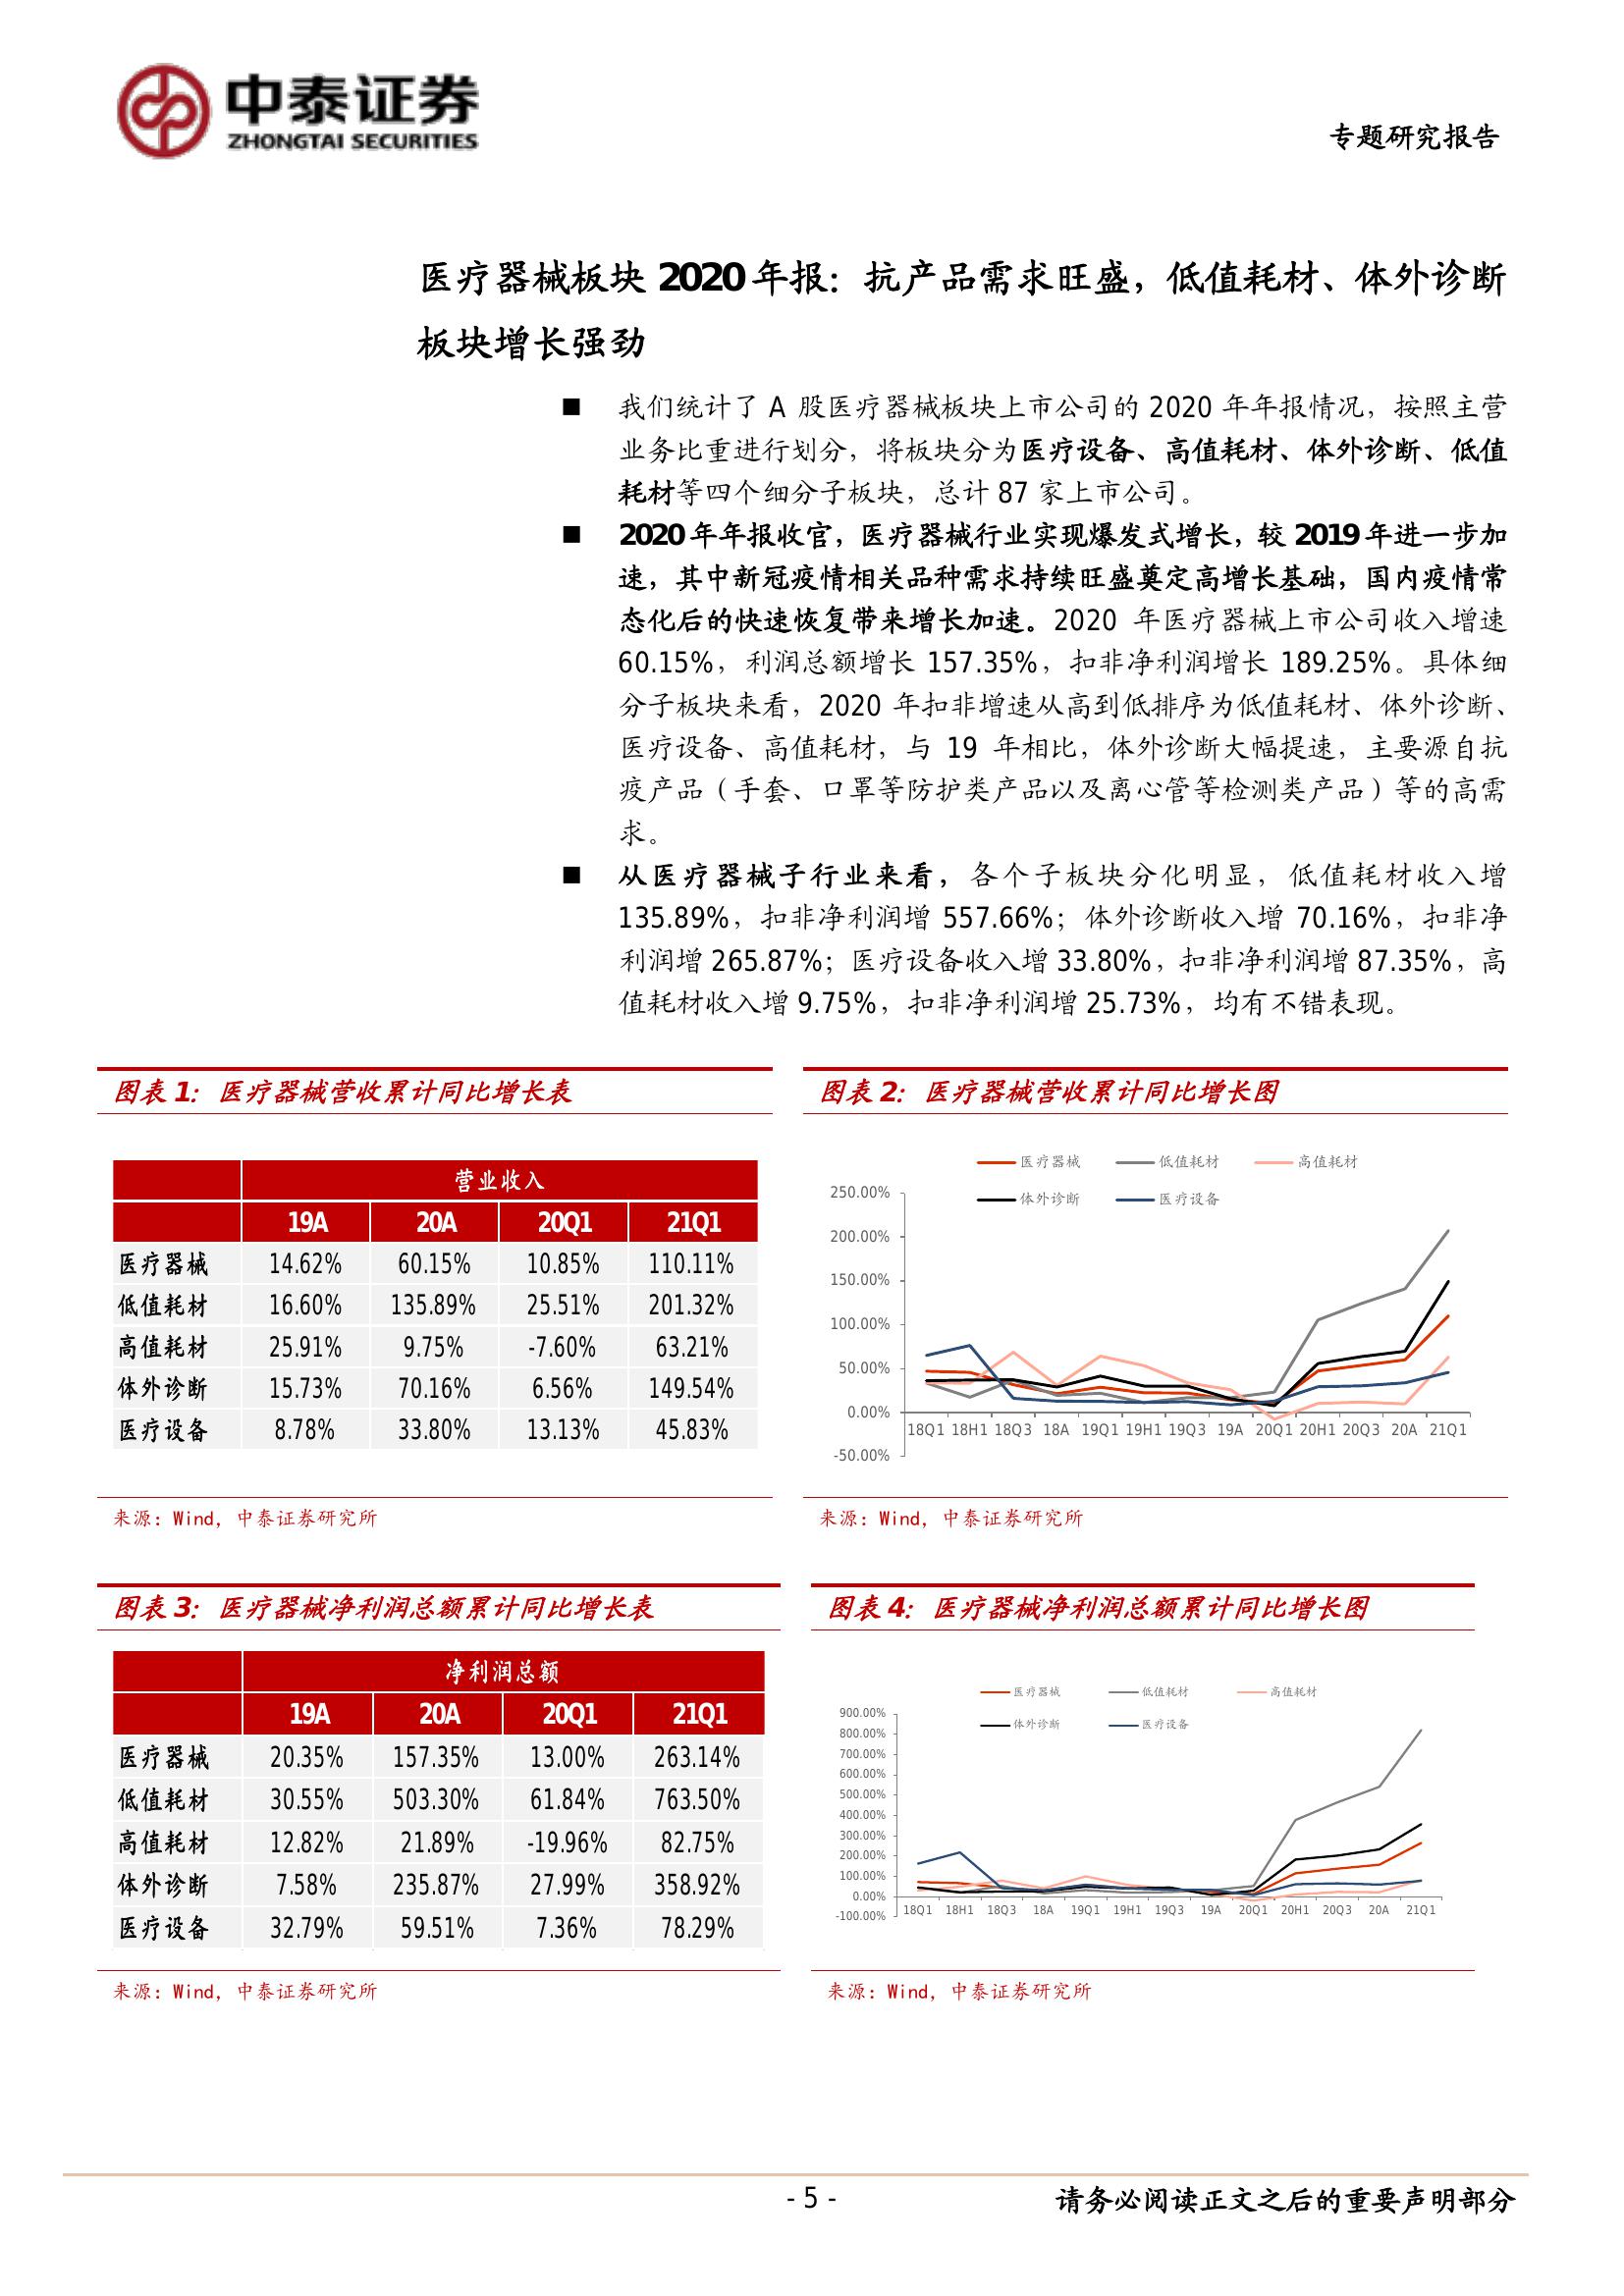 中泰证券
ZHONGTAI SECURITIES
专题研究报告
医疗器械板块 2020 年报：抗产品需求旺盛，低值耗材、体外诊断
板块增长强劲
■ 我们统计了 A 股医疗器械板块上市公司的 2020 年年报情况，按照主营
业务比重进行划分，将板块分为医疗设备、高值耗材、体外诊断、低值
耗材等四个细分子板块，总计 87 家上市公司。
■ 2020 年年报收官，医疗器械行业实现爆发式增长，较 2019 年进一步加
速，其中新冠疫情相关品种需求持续旺盛奠定高增长基础，国内疫情常
态化后的快速恢复带来增长加速。2020 年医疗器械上市公司收入增速
60.15%，利润总额增长 157.35%，扣非净利润增长 189.25%。具体细
分子板块来看，2020 年扣非增速从高到低排序为低值耗材、体外诊断、
医疗设备、高值耗材，与 19 年相比，体外诊断大幅提速，主要源自抗
疫产品（手套、口罩等防护类产品以及离心管等检测类产品）等的高需
求。
■ 从医疗器械子行业来看，各个子板块分化明显，低值耗材收入增
135.89%，扣非净利润增 557.66%；体外诊断收入增 70.16%，扣非净
利润增 265.87%；医疗设备收入增 33.80%，扣非净利润增 87.35%，高
值耗材收入增 9.75%，扣非净利润增 25.73%，均有不错表现。
图表 1：医疗器械营收累计同比增长表
营业收入
19A 20A 20Q1 21Q1
医疗器械 14.62% 60.15% 10.85% 110.11%
低值耗材 16.60% 135.89% 25.51% 201.32%
高值耗材 25.91% 9.75% -7.60% 63.21%
体外诊断 15.73% 70.16% 6.56% 149.54%
医疗设备 8.78% 33.80% 13.13% 45.83%
来源：Wind，中泰证券研究所
图表 2：医疗器械营收累计同比增长图
医疗器械 低值耗材 高值耗材
体外诊断 医疗设备
250.00%
200.00%
150.00%
100.00%
50.00%
0.00%
-50.00%
18Q1 18H1 18Q3 18A 19Q1 19H1 19Q3 19A 20Q1 20H1 20Q3 20A 21Q1
来源：Wind，中泰证券研究所
图表 3：医疗器械净利润总额累计同比增长表
净利润总额
19A 20A 20Q1 21Q1
医疗器械 20.35% 157.35% 13.00% 263.14%
低值耗材 30.55% 503.30% 61.84% 763.50%
高值耗材 12.82% 21.89% -19.96% 82.75%
体外诊断 7.58% 235.87% 27.99% 358.92%
医疗设备 32.79% 59.51% 7.36% 78.29%
来源：Wind，中泰证券研究所
图表 4：医疗器械净利润总额累计同比增长图
医疗器械 低值耗材 高值耗材
体外诊断 医疗设备
900.00%
800.00%
700.00%
600.00%
500.00%
400.00%
300.00%
200.00%
100.00%
0.00%
-100.00%
18Q1 18H1 18Q3 18A 19Q1 19H1 19Q3 19A 20Q1 20H1 20Q3 20A 21Q1
来源：Wind，中泰证券研究所
- 5 -
请务必阅读正文之后的重要声明部分